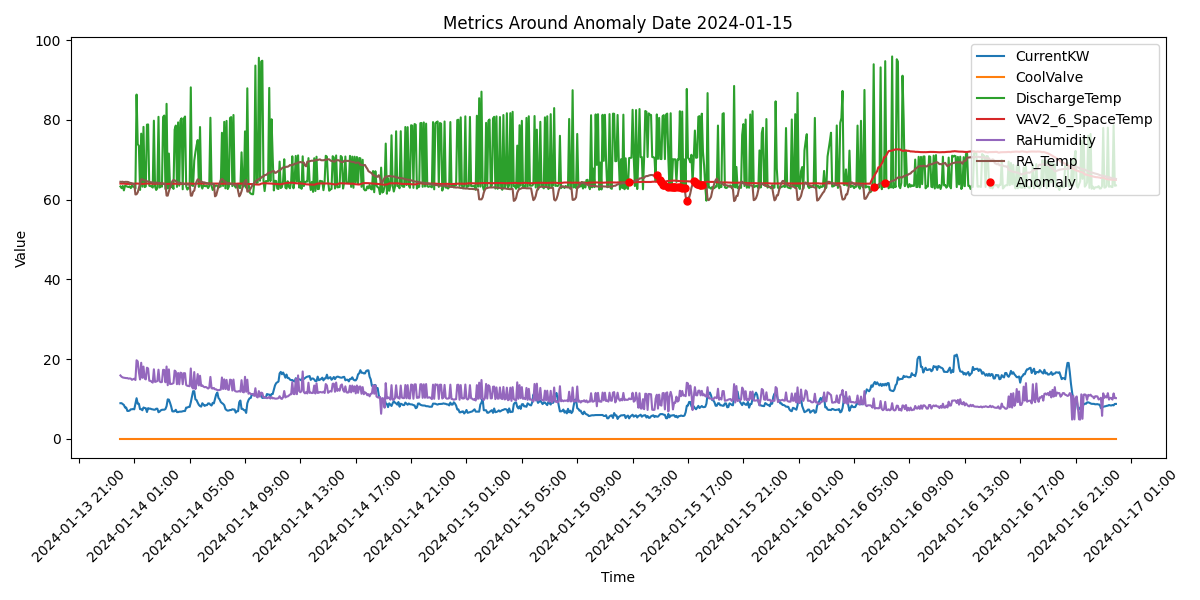 Metrics Around Anomaly Date 2024-01-15
100
80
60
40
20
0
Value
CurrentKW
CoolValve
DischargeTemp
VAV2_6_SpaceTemp
RaHumidity
RA_Temp
Anomaly
2024-01-13 21:00
2024-01-14 01:00
2024-01-14 05:00
2024-01-14 09:00
2024-01-14 13:00
2024-01-14 17:00
2024-01-14 21:00
2024-01-15 01:00
2024-01-15 05:00
2024-01-15 09:00
2024-01-15 13:00
2024-01-15 17:00
2024-01-15 21:00
2024-01-16 01:00
2024-01-16 05:00
2024-01-16 09:00
2024-01-16 13:00
2024-01-16 17:00
2024-01-16 21:00
2024-01-17 01:00
Time